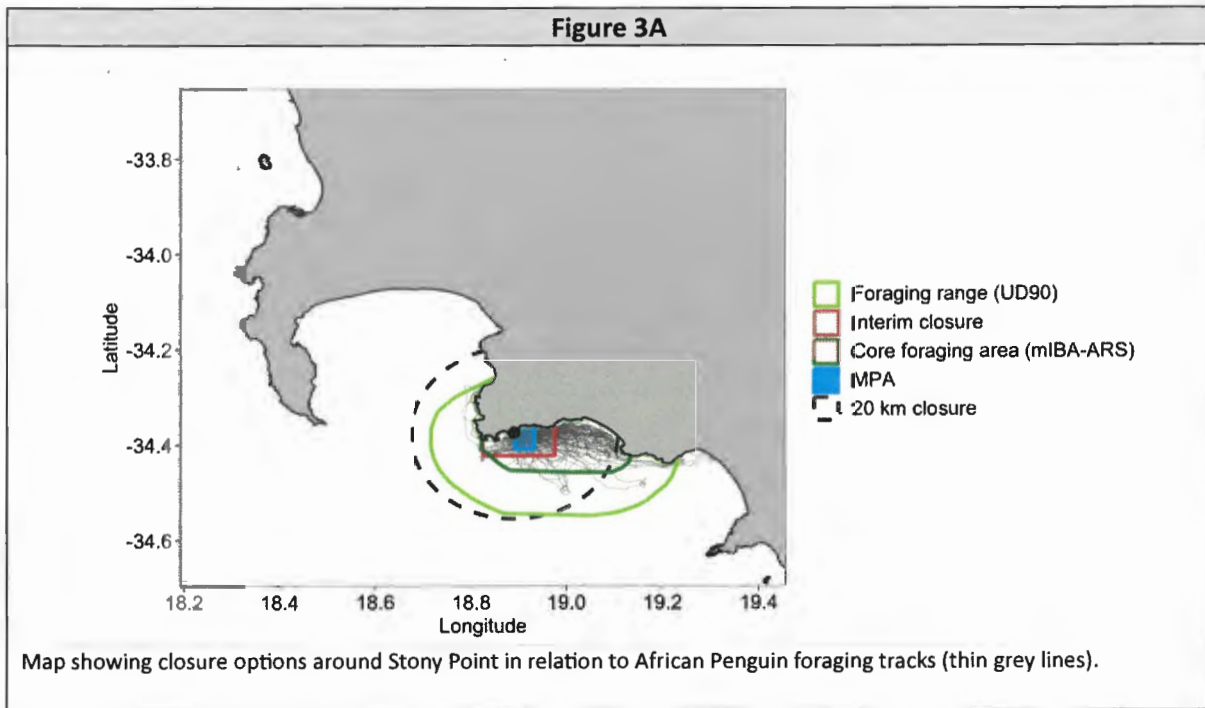 Figure 3A
-33.8
-34.0
-34.2
-34.4
-34.6
Latitude
18.2 18.4 18.6 18.8 19.0 19.2 19.4
Longitude
Foraging range (UD90)
Interim closure
Core foraging area (mIBA-ARS)
MPA
20 km closure
Map showing closure options around Stony Point in relation to African Penguin foraging tracks (thin grey lines).